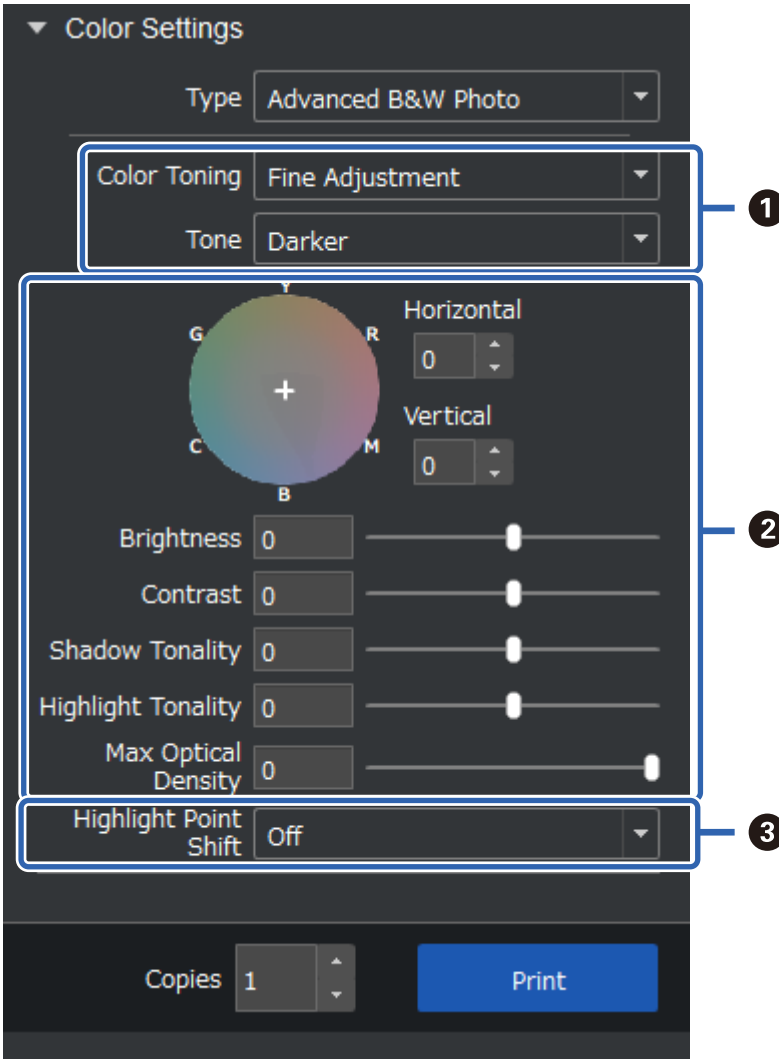 Color Settings
Type Advanced B&W Photo
Color Toning Fine Adjustment
1
Tone Darker
Y
G
R
C
M
B
Horizontal
0
Vertical
0
2
Brightness 0
Contrast 0
Shadow Tonality 0
Highlight Tonality 0
Max Optical
Density 0
Highlight Point
Shift Off
3
Copies 1 Print